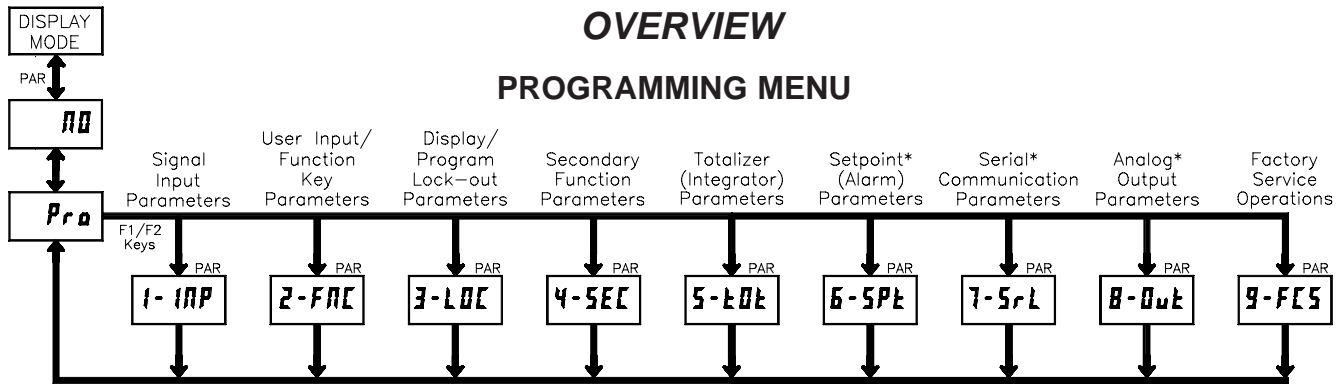 OVERVIEW
PROGRAMMING MENU
DISPLAY
MODE
PAR
NO
Pro
F1/F2
Keys
Signal
Input
Parameters
User Input/
Function
Key
Parameters
Display/
Program
Lock-out
Parameters
Secondary
Function
Parameters
Totalizer
(Integrator)
Parameters
Setpoint*
(Alarm)
Parameters
Serial*
Communication
Parameters
Analog*
Output
Parameters
Factory
Service
Operations
PAR
PAR
PAR
PAR
PAR
PAR
PAR
PAR
PAR
1-INP
2-FNC
3-LOC
4-SEC
5-tOt
6-SPt
7-SrL
8-Out
9-FCS